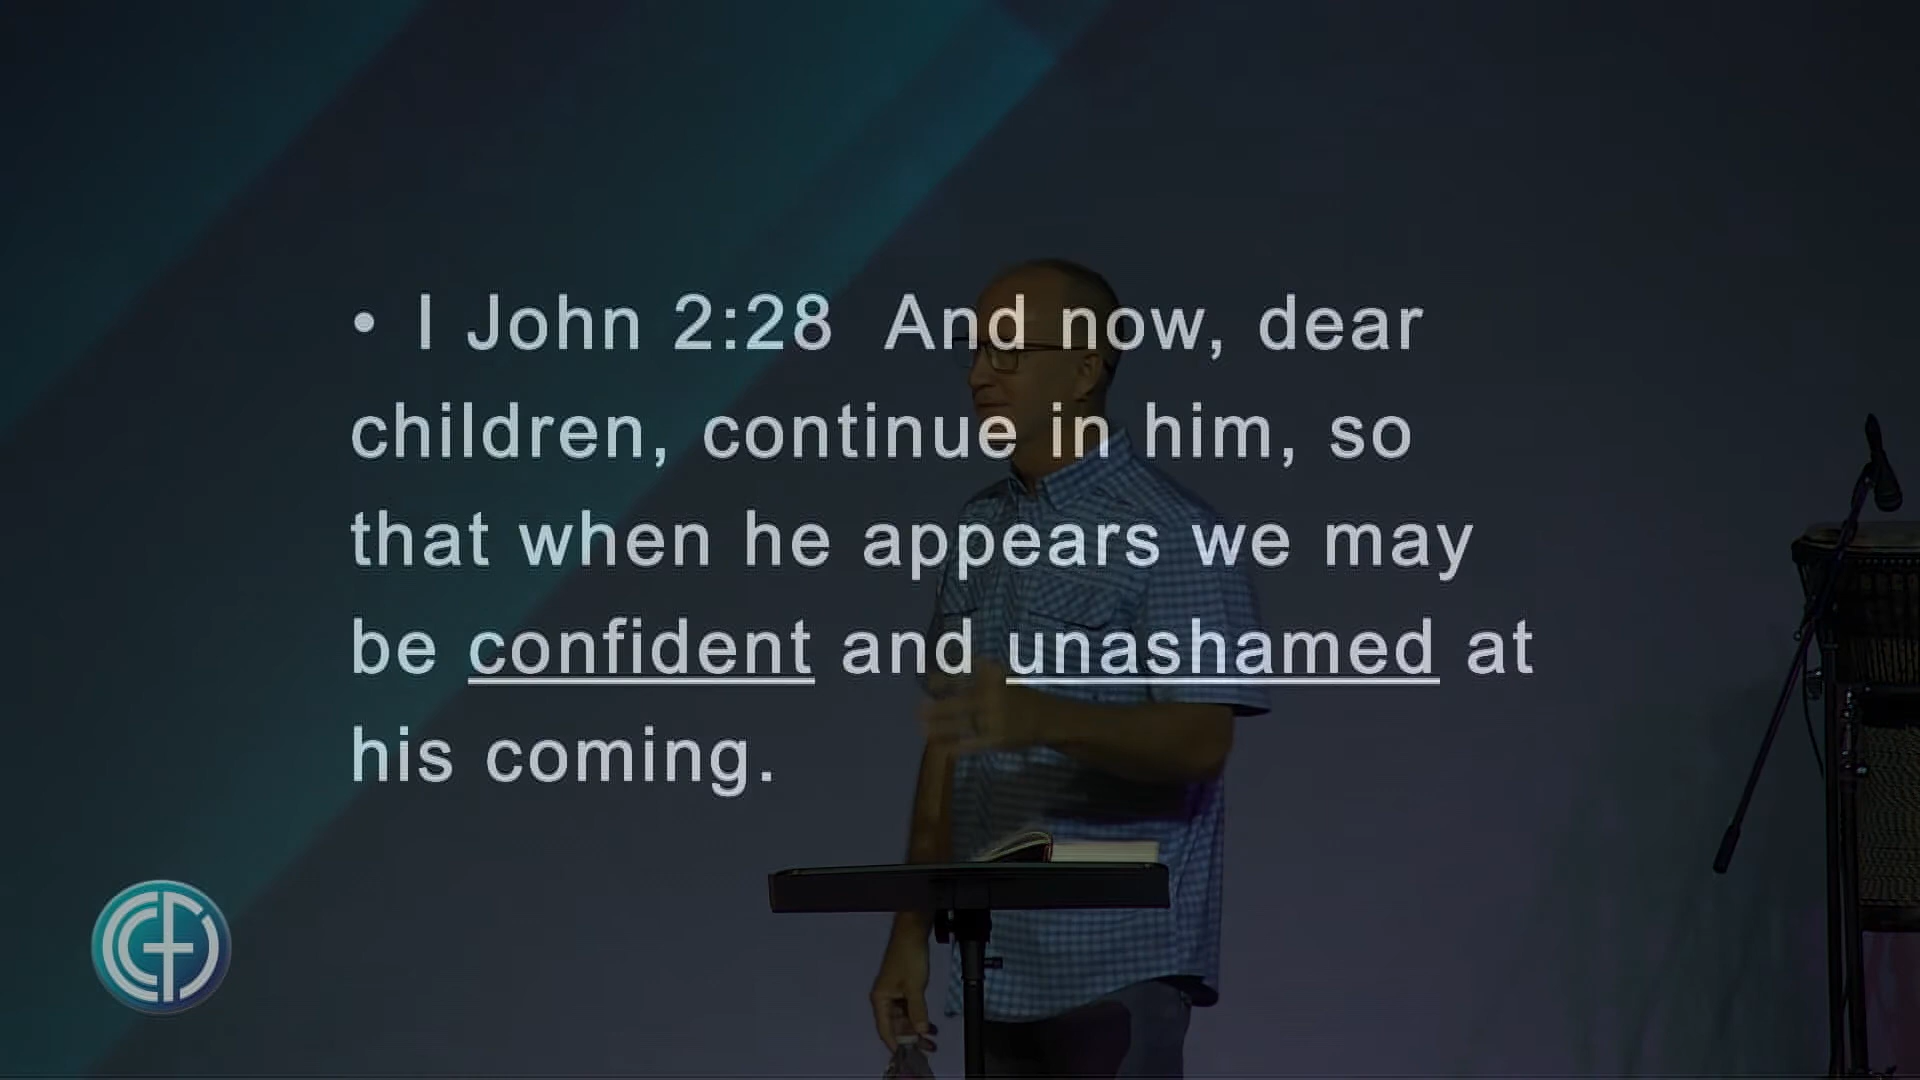 • I John 2:28  And now, dear
children, continue in him, so
that when he appears we may
be confident and unashamed at
his coming.